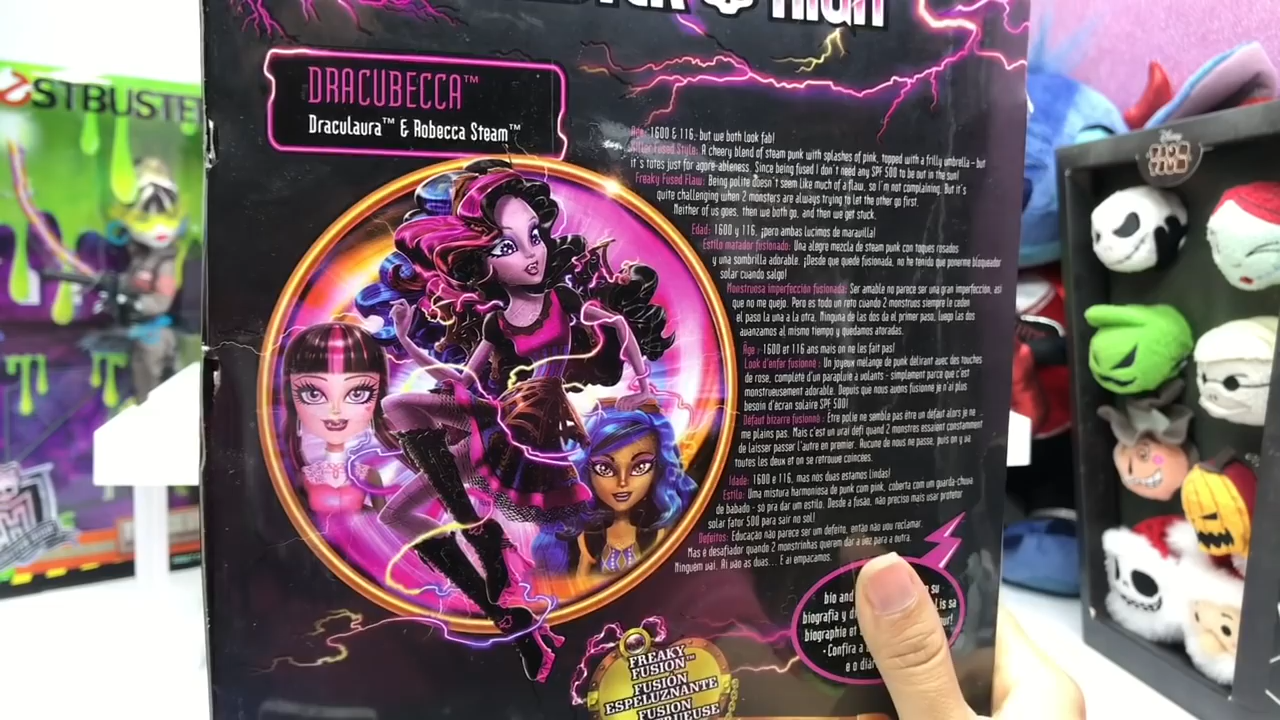 HIGH
STBUSTE
DRACUBECCA™
Draculaura™ & Robecca Steam™
Age: 1600 & 116, but we both look fab!
Killer Fused Style: A cheery blend of steam punk with splashes of pink, topped with a frilly umbrella - but
it's totes just for agore-ableness. Since being fused I don't need any SPF 500 to be out in the sun!
Freaky Fused Flaw: Being polite doesn't seem like much of a flaw, so I'm not complaining. But it's
quite challenging when 2 monsters are always trying to let the other go first.
Neither of us goes, then we both go, and then we get stuck.
Edad: 1600 y 116, ¡pero ambas lucimos de maravilla!
Estilo matador fusionado: Una alegre mezcla de steam punk con toques rosados
y una sombrilla adorable. ¡Desde que quedé fusionada, no he tenido que ponerme bloqueador
solar cuando salgo!
Monstruosa imperfección fusionada: Ser amable no parece ser una gran imperfección, así
que no me quejo. Pero es todo un reto cuando 2 monstruos siempre le ceden
el paso la una a la otra. Ninguna de las dos da el primer paso, luego las dos
avanzamos al mismo tiempo y quedamos atoradas.
Âge : 1600 et 116 ans mais on ne les fait pas!
Look d'enfer fusionné : Un joyeux mélange de punk délirant avec des touches
de rose, complété d'un parapluie à volants - simplement parce que c'est
monstrueusement adorable. Depuis que nous avons fusionné je n'ai plus
besoin d'écran solaire SPF 500!
Défaut bizarre fusionné : Être polie ne semble pas être un défaut alors je ne
me plains pas. Mais c'est un vrai défi quand 2 monstres essaient constamment
de laisser passer l'autre en premier. Aucune de nous ne passe, puis on y va
toutes les deux et on se retrouve coincées.
Idade: 1600 e 116, mas nós duas estamos lindas!
Estilo: Uma mistura harmoniosa de punk com pink, coberta com um guarda-chuva
de babado - só pra dar um estilo. Desde a fusão, não preciso mais usar protetor
solar fator 500 para sair no sol!
Defeitos: Educação não parece ser um defeito, então não vou reclamar.
Mas é desafiador quando 2 monstrinhas querem dar a vez para a outra.
Ninguém vai. Aí vão as duas... E aí empacamos.
bio and su
biografía y
biographie et
• Confira a
e o diár
FREAKY
FUSION™
FUSIÓN
ESPELUZNANTE
FUSION